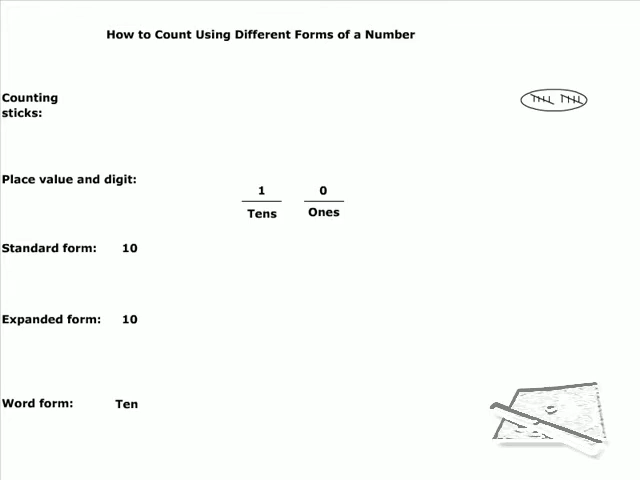 How to Count Using Different Forms of a Number
Counting
sticks:
Place value and digit:
1 0
Tens Ones
Standard form: 10
Expanded form: 10
Word form: Ten